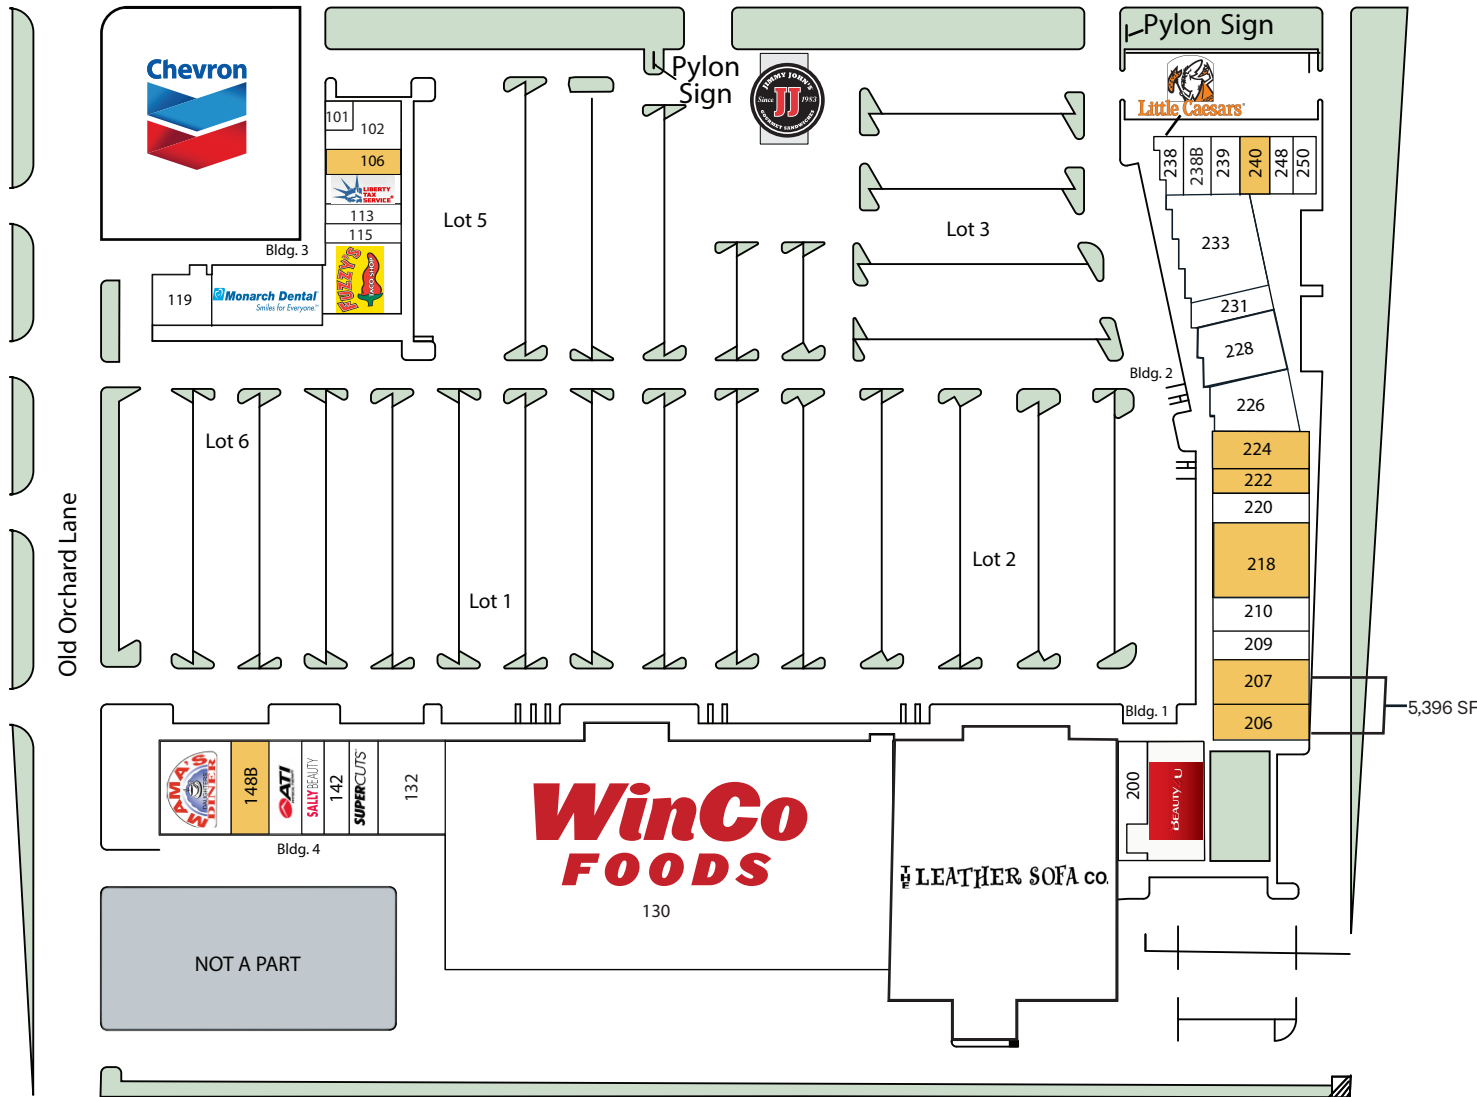 Pylon Sign
Chevron
Pylon
Sign
JIMMY JOHN'S
Since JJ 1983
GOURMET SANDWICHES
Little Caesars
101
102
106
LIBERTY
TAX
SERVICE
113
115
FUZZY'S
TACO SHOP
Bldg. 3
119
Monarch Dental
Smiles for Everyone.
Lot 5
Lot 3
238
238B
239
240
248
250
233
231
228
Bldg. 2
226
224
222
220
218
210
209
207
206
5,396 SF
Lot 6
Lot 2
Lot 1
Old Orchard Lane
Bldg. 1
MAMA'S
DAUGHTERS'
DINER
148B
ATI
SALLY BEAUTY
142
SUPERCUTS
132
Bldg. 4
WinCo
FOODS
130
THE LEATHER SOFA CO.
200
BEAUTY 4 U
NOT A PART